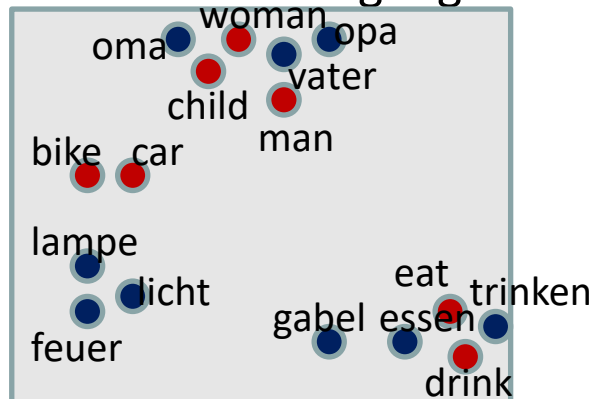 woman
oma
opa
vater
child
man
bike car
lampe
licht
feuer
eat
trinken
gabel essen
drink